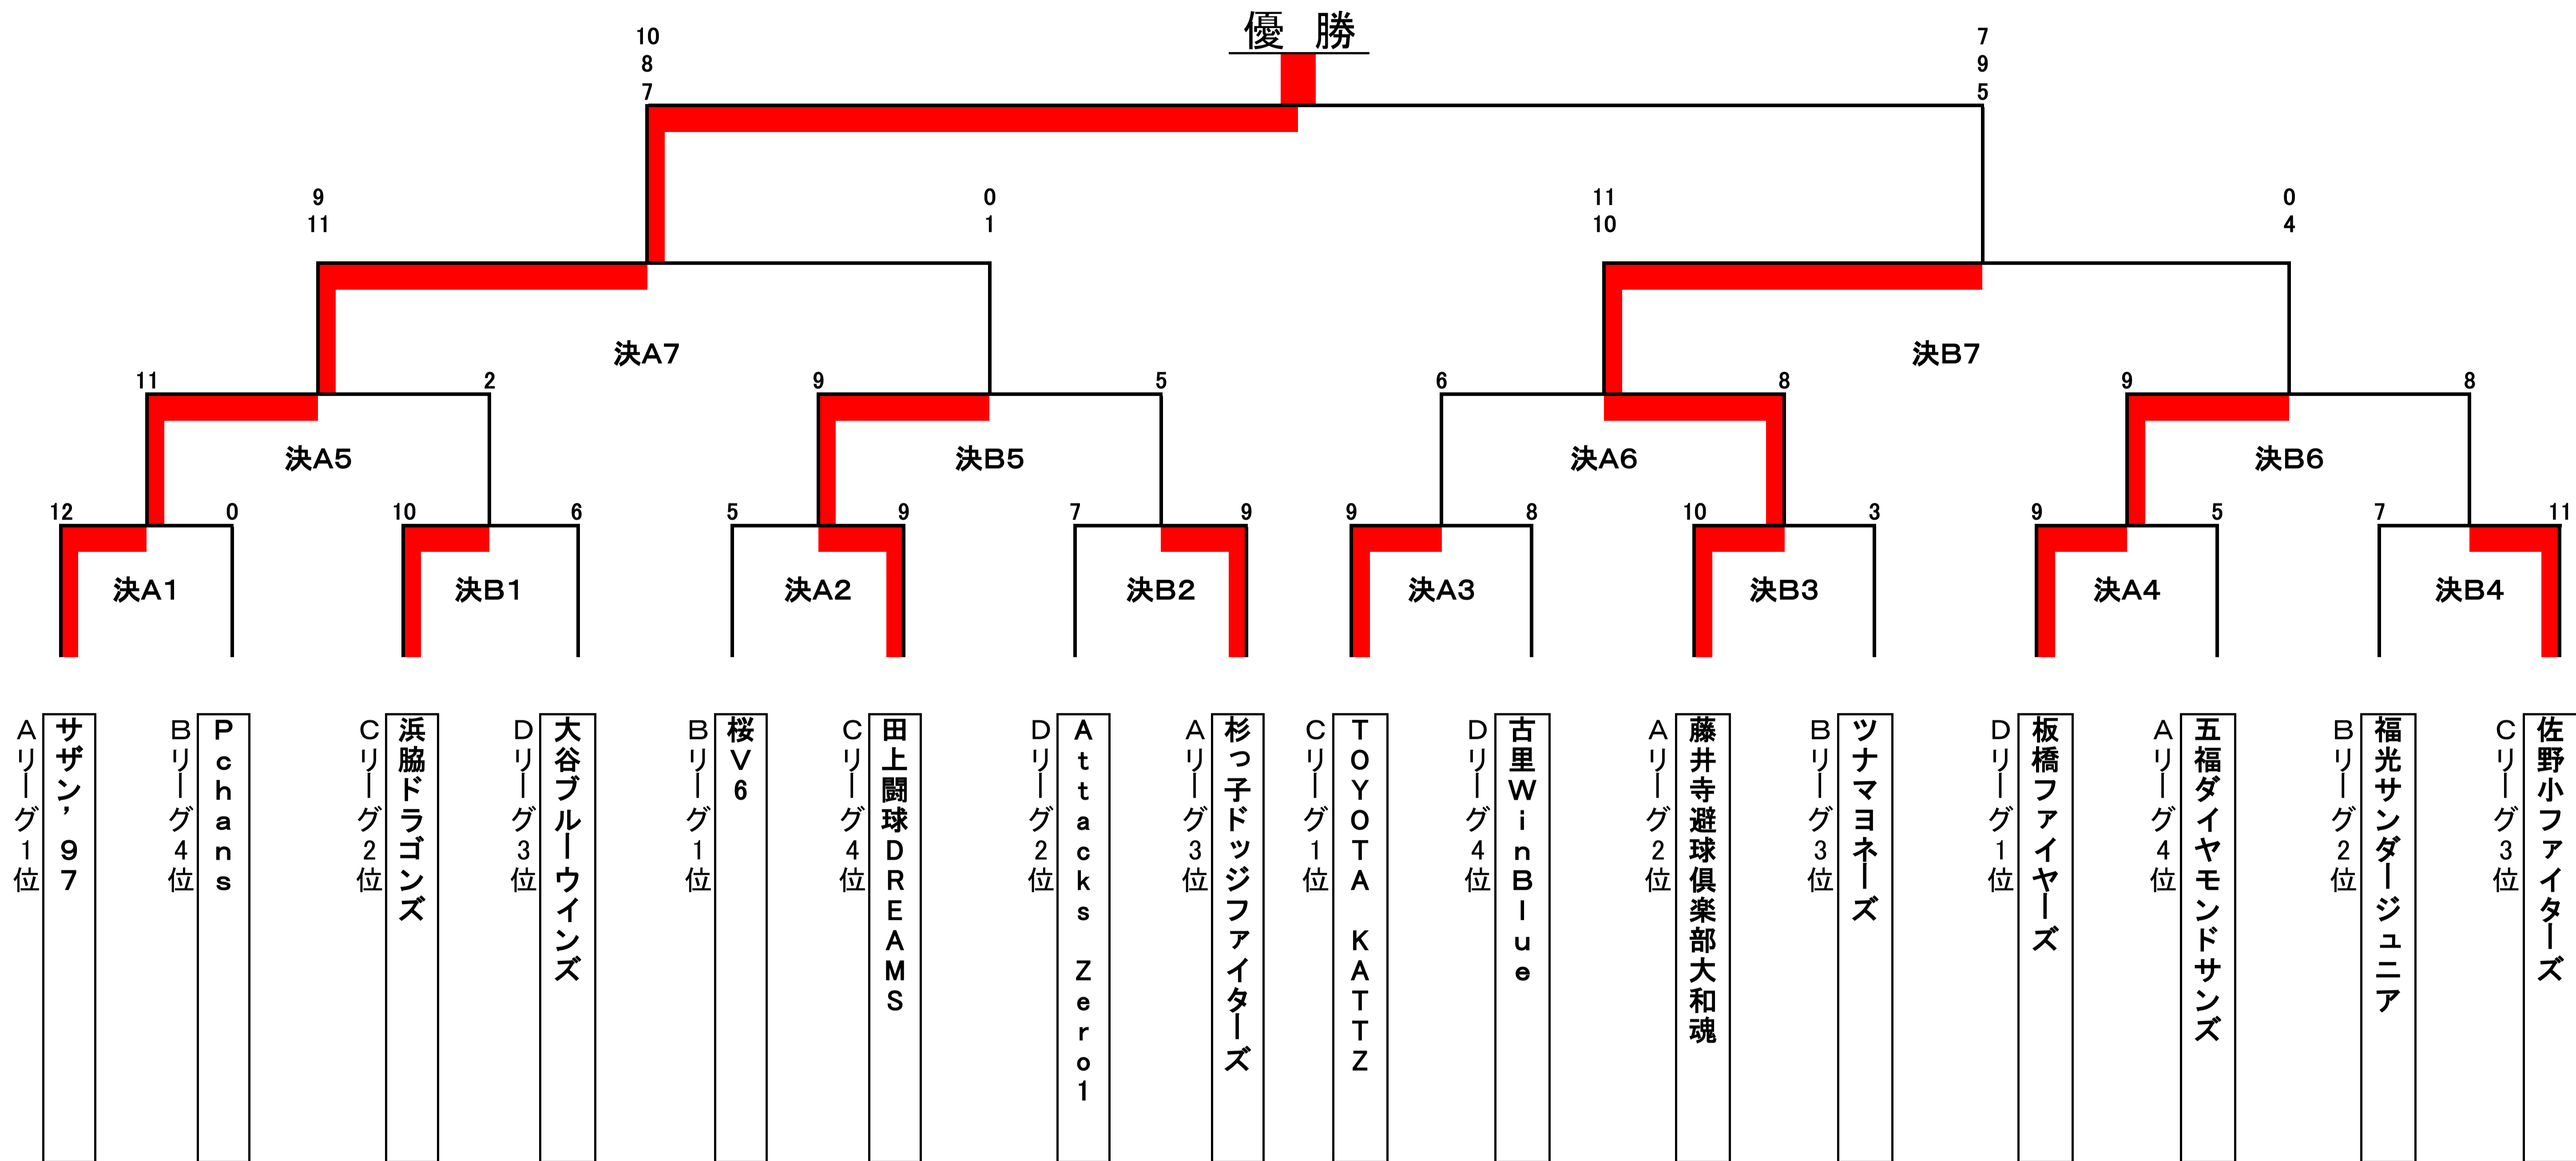 優　勝
10
8
7
7
9
5
9
11
0
1
11
10
0
4
決A7
決B7
11
2
9
5
6
8
9
8
決A5
決B5
決A6
決B6
12
0
10
6
5
9
7
9
9
8
10
3
9
5
7
11
決A1
決B1
決A2
決B2
決A3
決B3
決A4
決B4
Aリーグ1位
サザン’97
Bリーグ4位
Pchans
Cリーグ2位
浜脇ドラゴンズ
Dリーグ3位
大谷ブルーウインズ
Bリーグ1位
桜V6
Cリーグ4位
田上闘球DREAMS
Dリーグ2位
Attacks Zero1
Aリーグ3位
杉っ子ドッジファイターズ
Cリーグ1位
TOYOTA KATTZ
Dリーグ4位
古里WinBlue
Aリーグ2位
藤井寺避球倶楽部大和魂
Bリーグ3位
ツナマヨネーズ
Dリーグ1位
板橋ファイヤーズ
Aリーグ4位
五福ダイヤモンドサンズ
Bリーグ2位
福光サンダージュニア
Cリーグ3位
佐野小ファイターズ